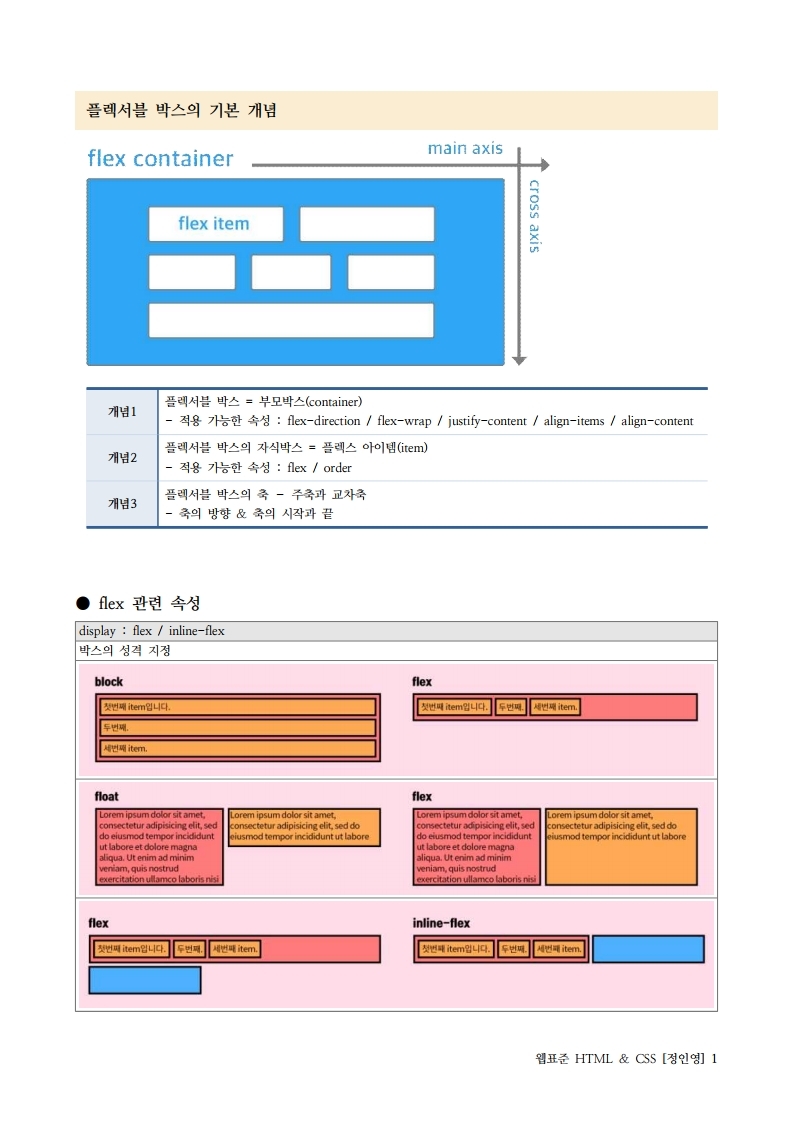 플렉서블 박스의 기본 개념
flex container
main axis
cross axis
flex item
개념1
플렉서블 박스 = 부모박스(container)
- 적용 가능한 속성 : flex-direction / flex-wrap / justify-content / align-items / align-content
개념2
플렉서블 박스의 자식박스 = 플렉스 아이템(item)
- 적용 가능한 속성 : flex / order
개념3
플렉서블 박스의 축 - 주축과 교차축
- 축의 방향 & 축의 시작과 끝
● flex 관련 속성
display : flex / inline-flex
박스의 성격 지정
block
첫번째 item입니다.
두번째.
세번째 item.
flex
첫번째 item입니다. 두번째. 세번째 item.
float
Lorem ipsum dolor sit amet,
consectetur adipisicing elit, sed
do eiusmod tempor incididunt
ut labore et dolore magna
aliqua. Ut enim ad minim
veniam, quis nostrud
exercitation ullamco laboris nisi
Lorem ipsum dolor sit amet,
consectetur adipisicing elit, sed do
eiusmod tempor incididunt ut labore
flex
Lorem ipsum dolor sit amet,
consectetur adipisicing elit, sed
do eiusmod tempor incididunt
ut labore et dolore magna
aliqua. Ut enim ad minim
veniam, quis nostrud
exercitation ullamco laboris nisi
Lorem ipsum dolor sit amet,
consectetur adipisicing elit, sed do
eiusmod tempor incididunt ut labore
flex
첫번째 item입니다. 두번째. 세번째 item.
inline-flex
첫번째 item입니다. 두번째. 세번째 item.
웹표준 HTML & CSS [정인영] 1